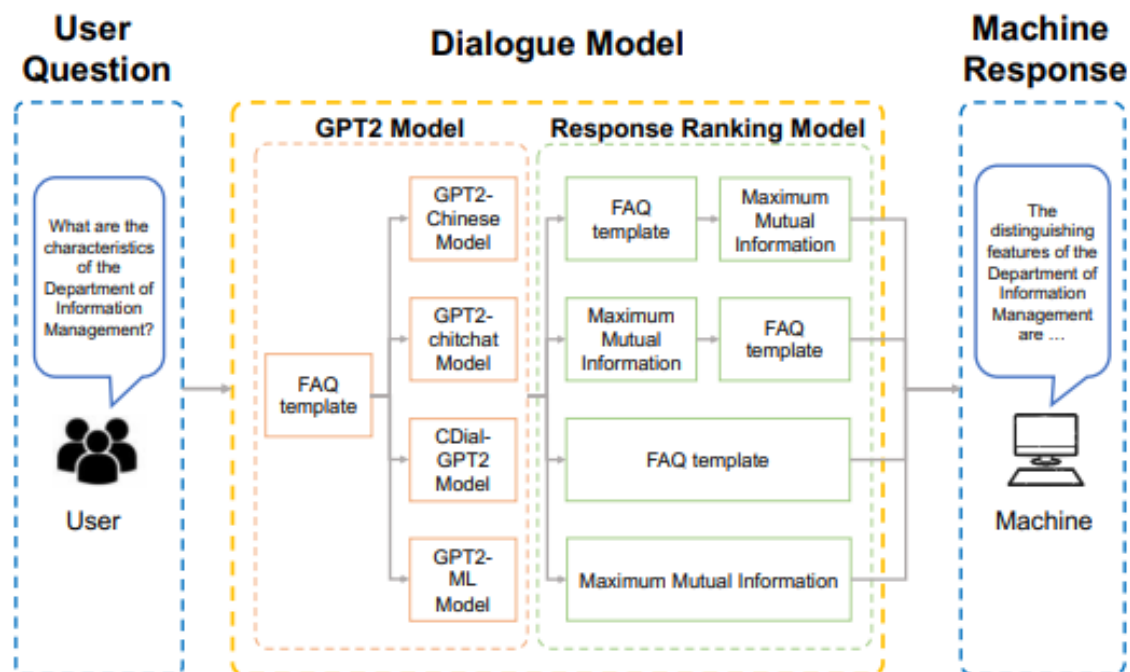 User
Question
Dialogue Model
Machine
Response
GPT2 Model
Response Ranking Model
What are the
characteristics
of the
Department of
Information
Management?
User
FAQ
template
GPT2-
Chinese
Model
GPT2-
chitchat
Model
CDial-
GPT2
Model
GPT2-
ML
Model
FAQ
template
Maximum
Mutual
Information
Maximum
Mutual
Information
FAQ
template
FAQ template
Maximum Mutual Information
The
distinguishing
features of the
Department of
Information
Management
are ...
Machine